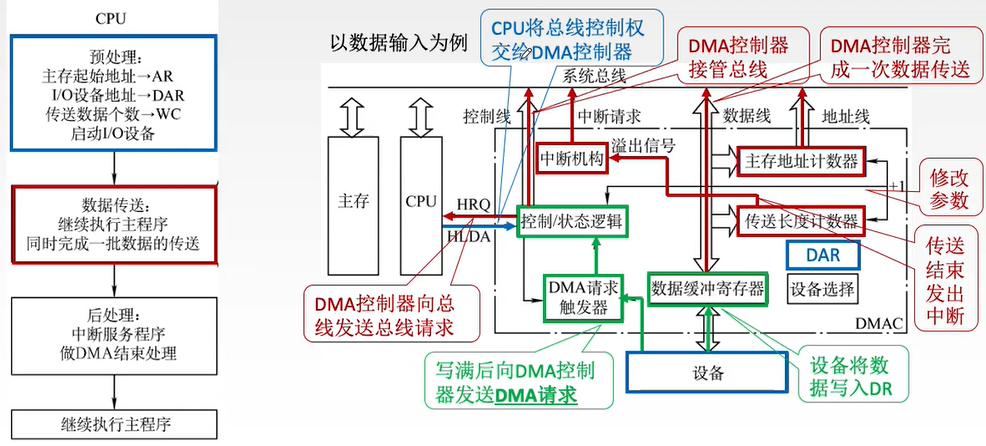 CPU
预处理：
主存起始地址→AR
I/O设备地址→DAR
传送数据个数→WC
启动I/O设备
数据传送：
继续执行主程序
同时完成一批数据的传送
后处理：
中断服务程序
做DMA结束处理
继续执行主程序
以数据输入为例
CPU将总线控制权
交给DMA控制器
DMA控制器
接管总线
DMA控制器完
成一次数据传送
系统总线
控制线
中断请求
数据线
地址线
溢出信号
中断机构
主存地址计数器
+1
修改
参数
主存
CPU
HRQ
HLDA
控制/状态逻辑
传送长度计数器
DAR
传送
结束
发出
中断
DMA请求
触发器
数据缓冲寄存器
设备选择
DMAC
DMA控制器向总
线发送总线请求
写满后向DMA控制
器发送DMA请求
设备
设备将
数据写入DR